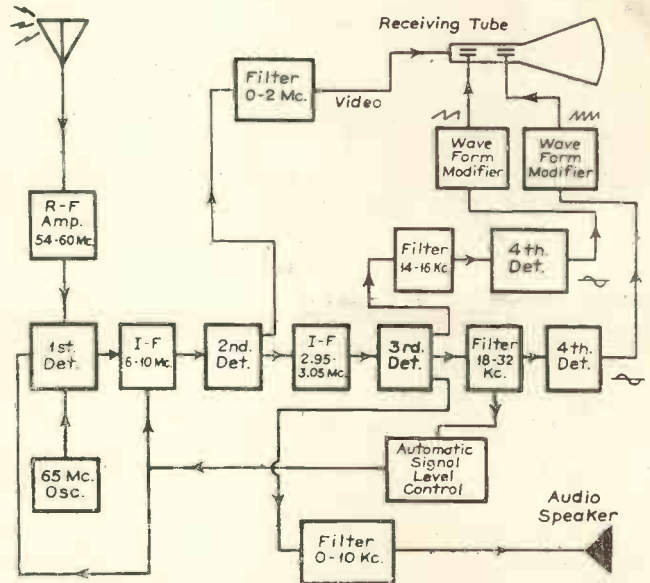 Receiving Tube
Filter
0-2 Mc.
Video
Wave
Form
Modifier
Wave
Form
Modifier
R-F
Amp.
54-60 Mc.
Filter
14-16 Kc.
4th.
Det.
1st.
Det.
I-F
6-10 Mc.
2nd.
Det.
I-F
2.95-
3.05 Mc.
3rd.
Det.
Filter
18-32
Kc.
4th.
Det.
65 Mc.
Osc.
Automatic
Signal
Level
Control
Audio
Speaker
Filter
0-10 Kc.